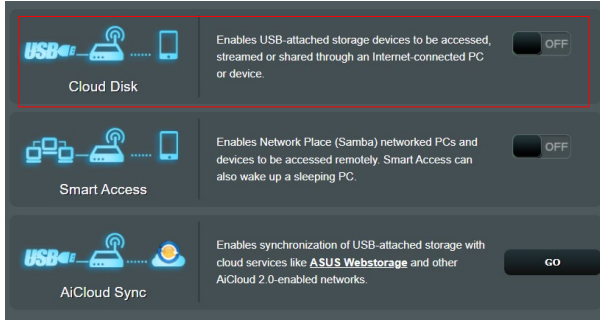 USB
Cloud Disk
Enables USB-attached storage devices to be accessed,
streamed or shared through an Internet-connected PC
or device.
OFF
Smart Access
Enables Network Place (Samba) networked PCs and
devices to be accessed remotely. Smart Access can
also wake up a sleeping PC.
OFF
USB
AiCloud Sync
Enables synchronization of USB-attached storage with
cloud services like ASUS Webstorage and other
AiCloud 2.0-enabled networks.
GO